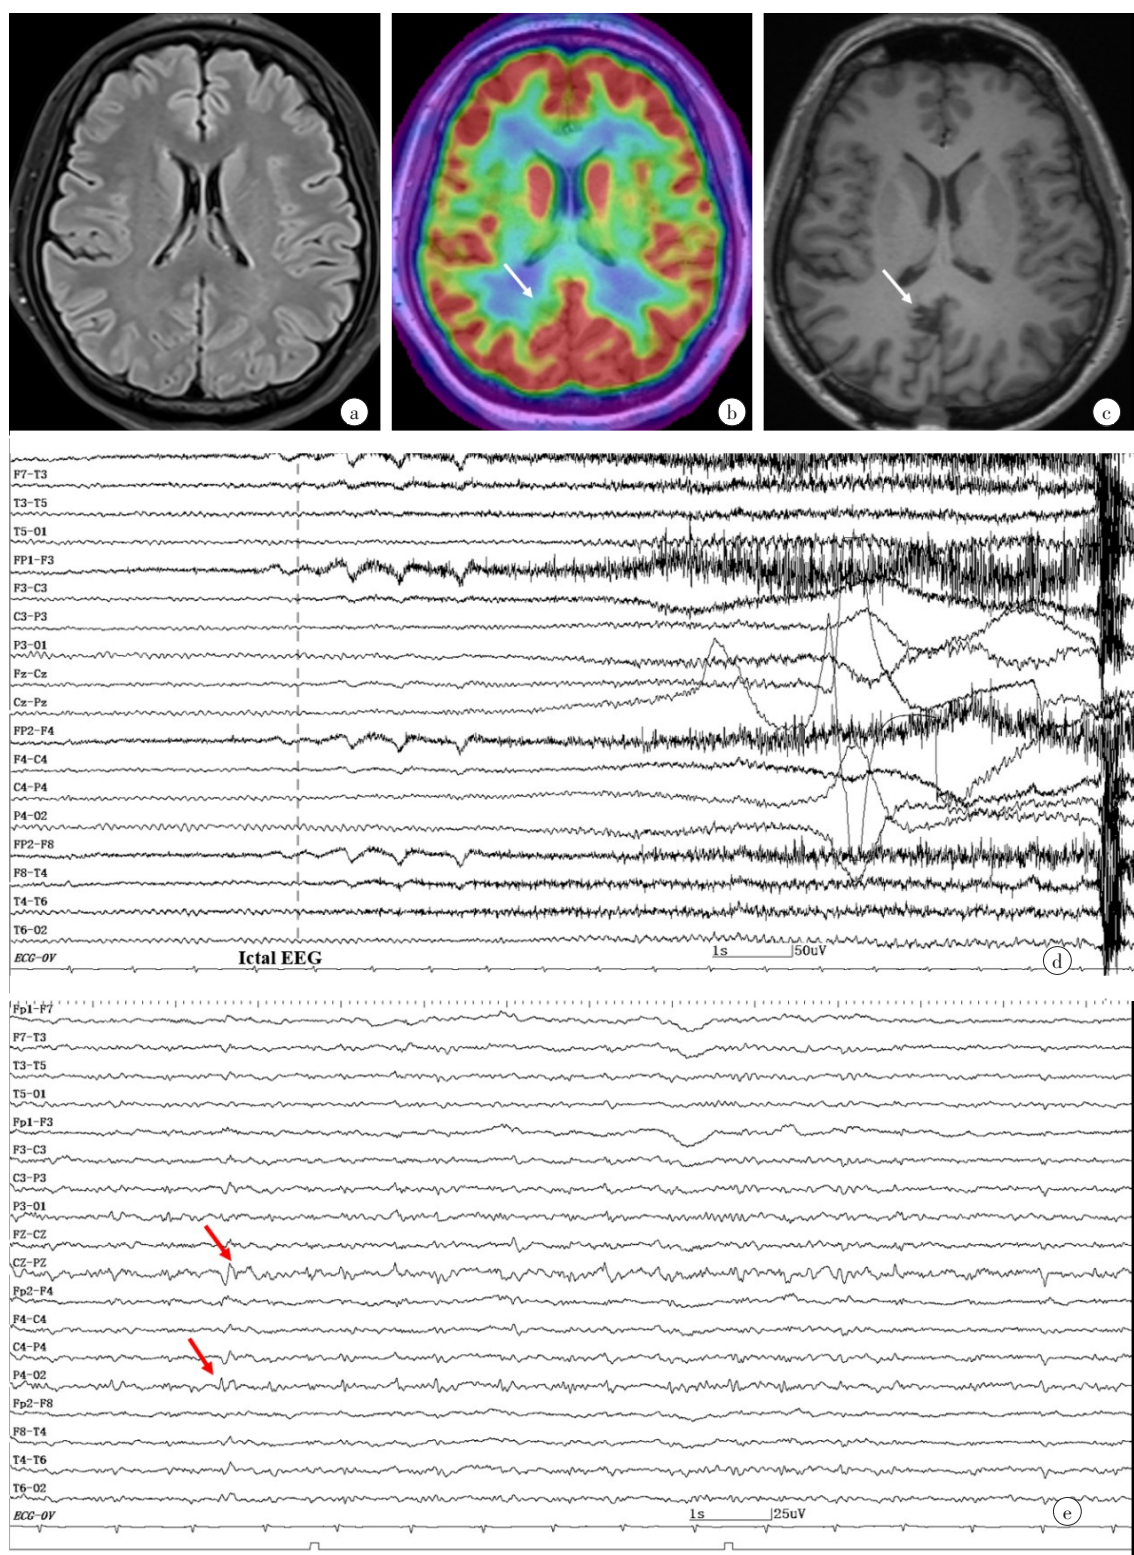 a
b
c
F7-T3
T3-T5
T5-O1
FP1-F3
F3-C3
C3-P3
P3-O1
Fz-Cz
Cz-Pz
FP2-F4
F4-C4
C4-P4
P4-O2
FP2-F8
F8-T4
T4-T6
T6-O2
ECG-0V
Ictal EEG
1s 50uV
d
Fp1-F7
F7-T3
T3-T5
T5-O1
Fp1-F3
F3-C3
C3-P3
P3-O1
FZ-CZ
CZ-PZ
Fp2-F4
F4-C4
C4-P4
P4-O2
Fp2-F8
F8-T4
T4-T6
T6-O2
ECG-0V
1s 25uV
e